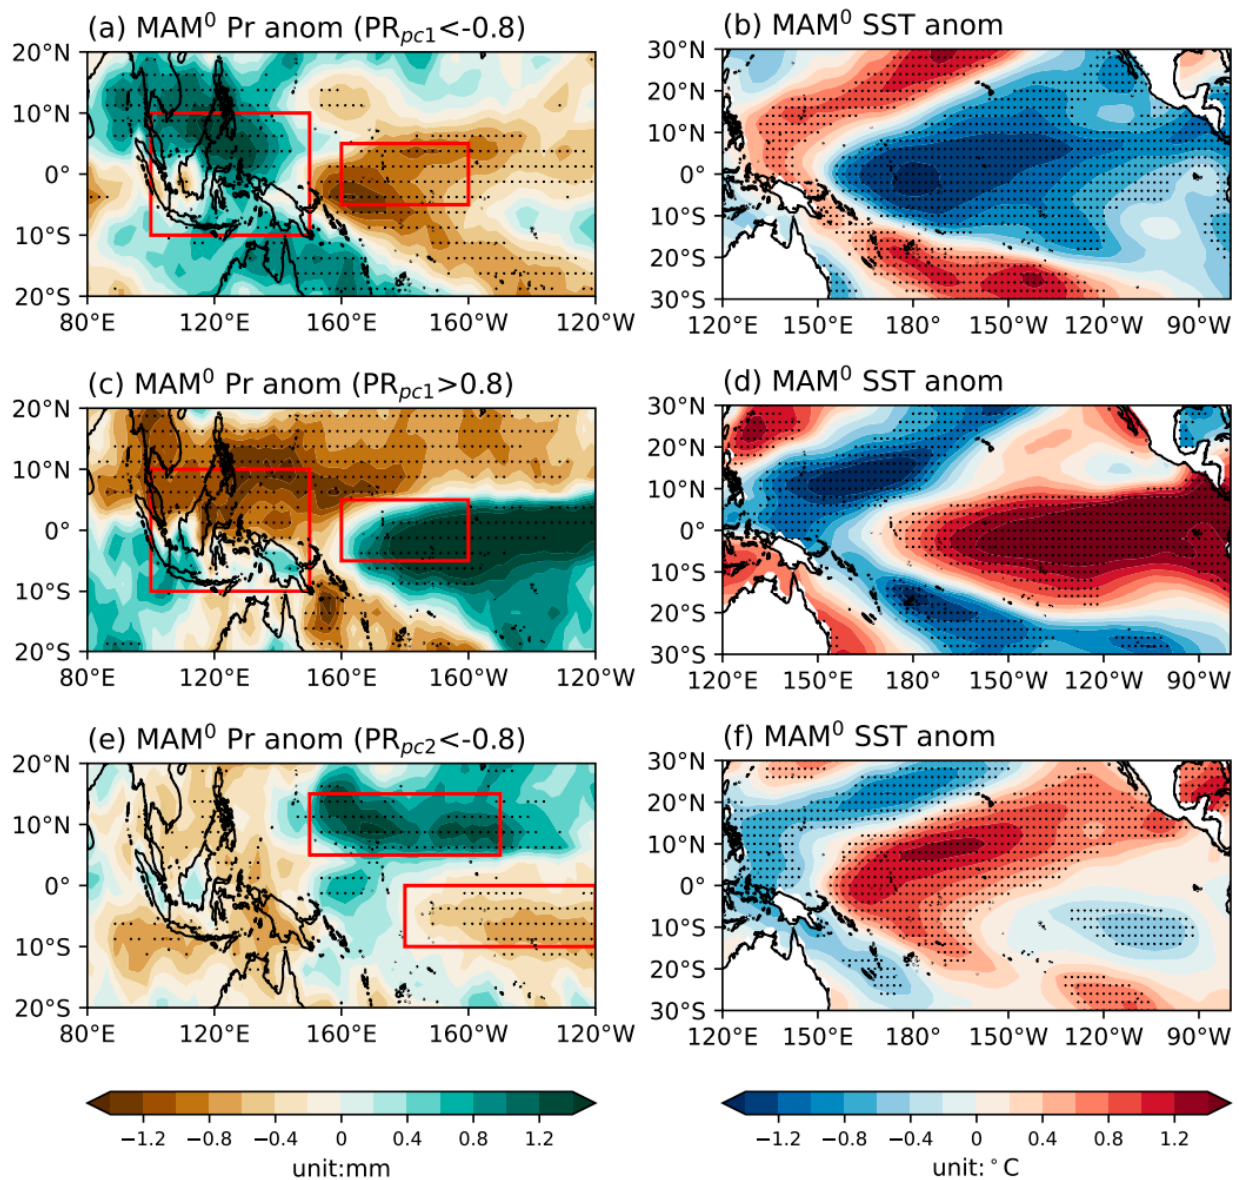 (a) MAM⁰ Pr anom (PRpc1<-0.8)
20°N
10°N
0°
10°S
20°S
80°E 120°E 160°E 160°W 120°W
(b) MAM⁰ SST anom
30°N
20°N
10°N
0°
10°S
20°S
30°S
120°E 150°E 180° 150°W 120°W 90°W
(c) MAM⁰ Pr anom (PRpc1>0.8)
20°N
10°N
0°
10°S
20°S
80°E 120°E 160°E 160°W 120°W
(d) MAM⁰ SST anom
30°N
20°N
10°N
0°
10°S
20°S
30°S
120°E 150°E 180° 150°W 120°W 90°W
(e) MAM⁰ Pr anom (PRpc2<-0.8)
20°N
10°N
0°
10°S
20°S
80°E 120°E 160°E 160°W 120°W
(f) MAM⁰ SST anom
30°N
20°N
10°N
0°
10°S
20°S
30°S
120°E 150°E 180° 150°W 120°W 90°W
−1.2 −0.8 −0.4 0 0.4 0.8 1.2
unit:mm
−1.2 −0.8 −0.4 0 0.4 0.8 1.2
unit:°C